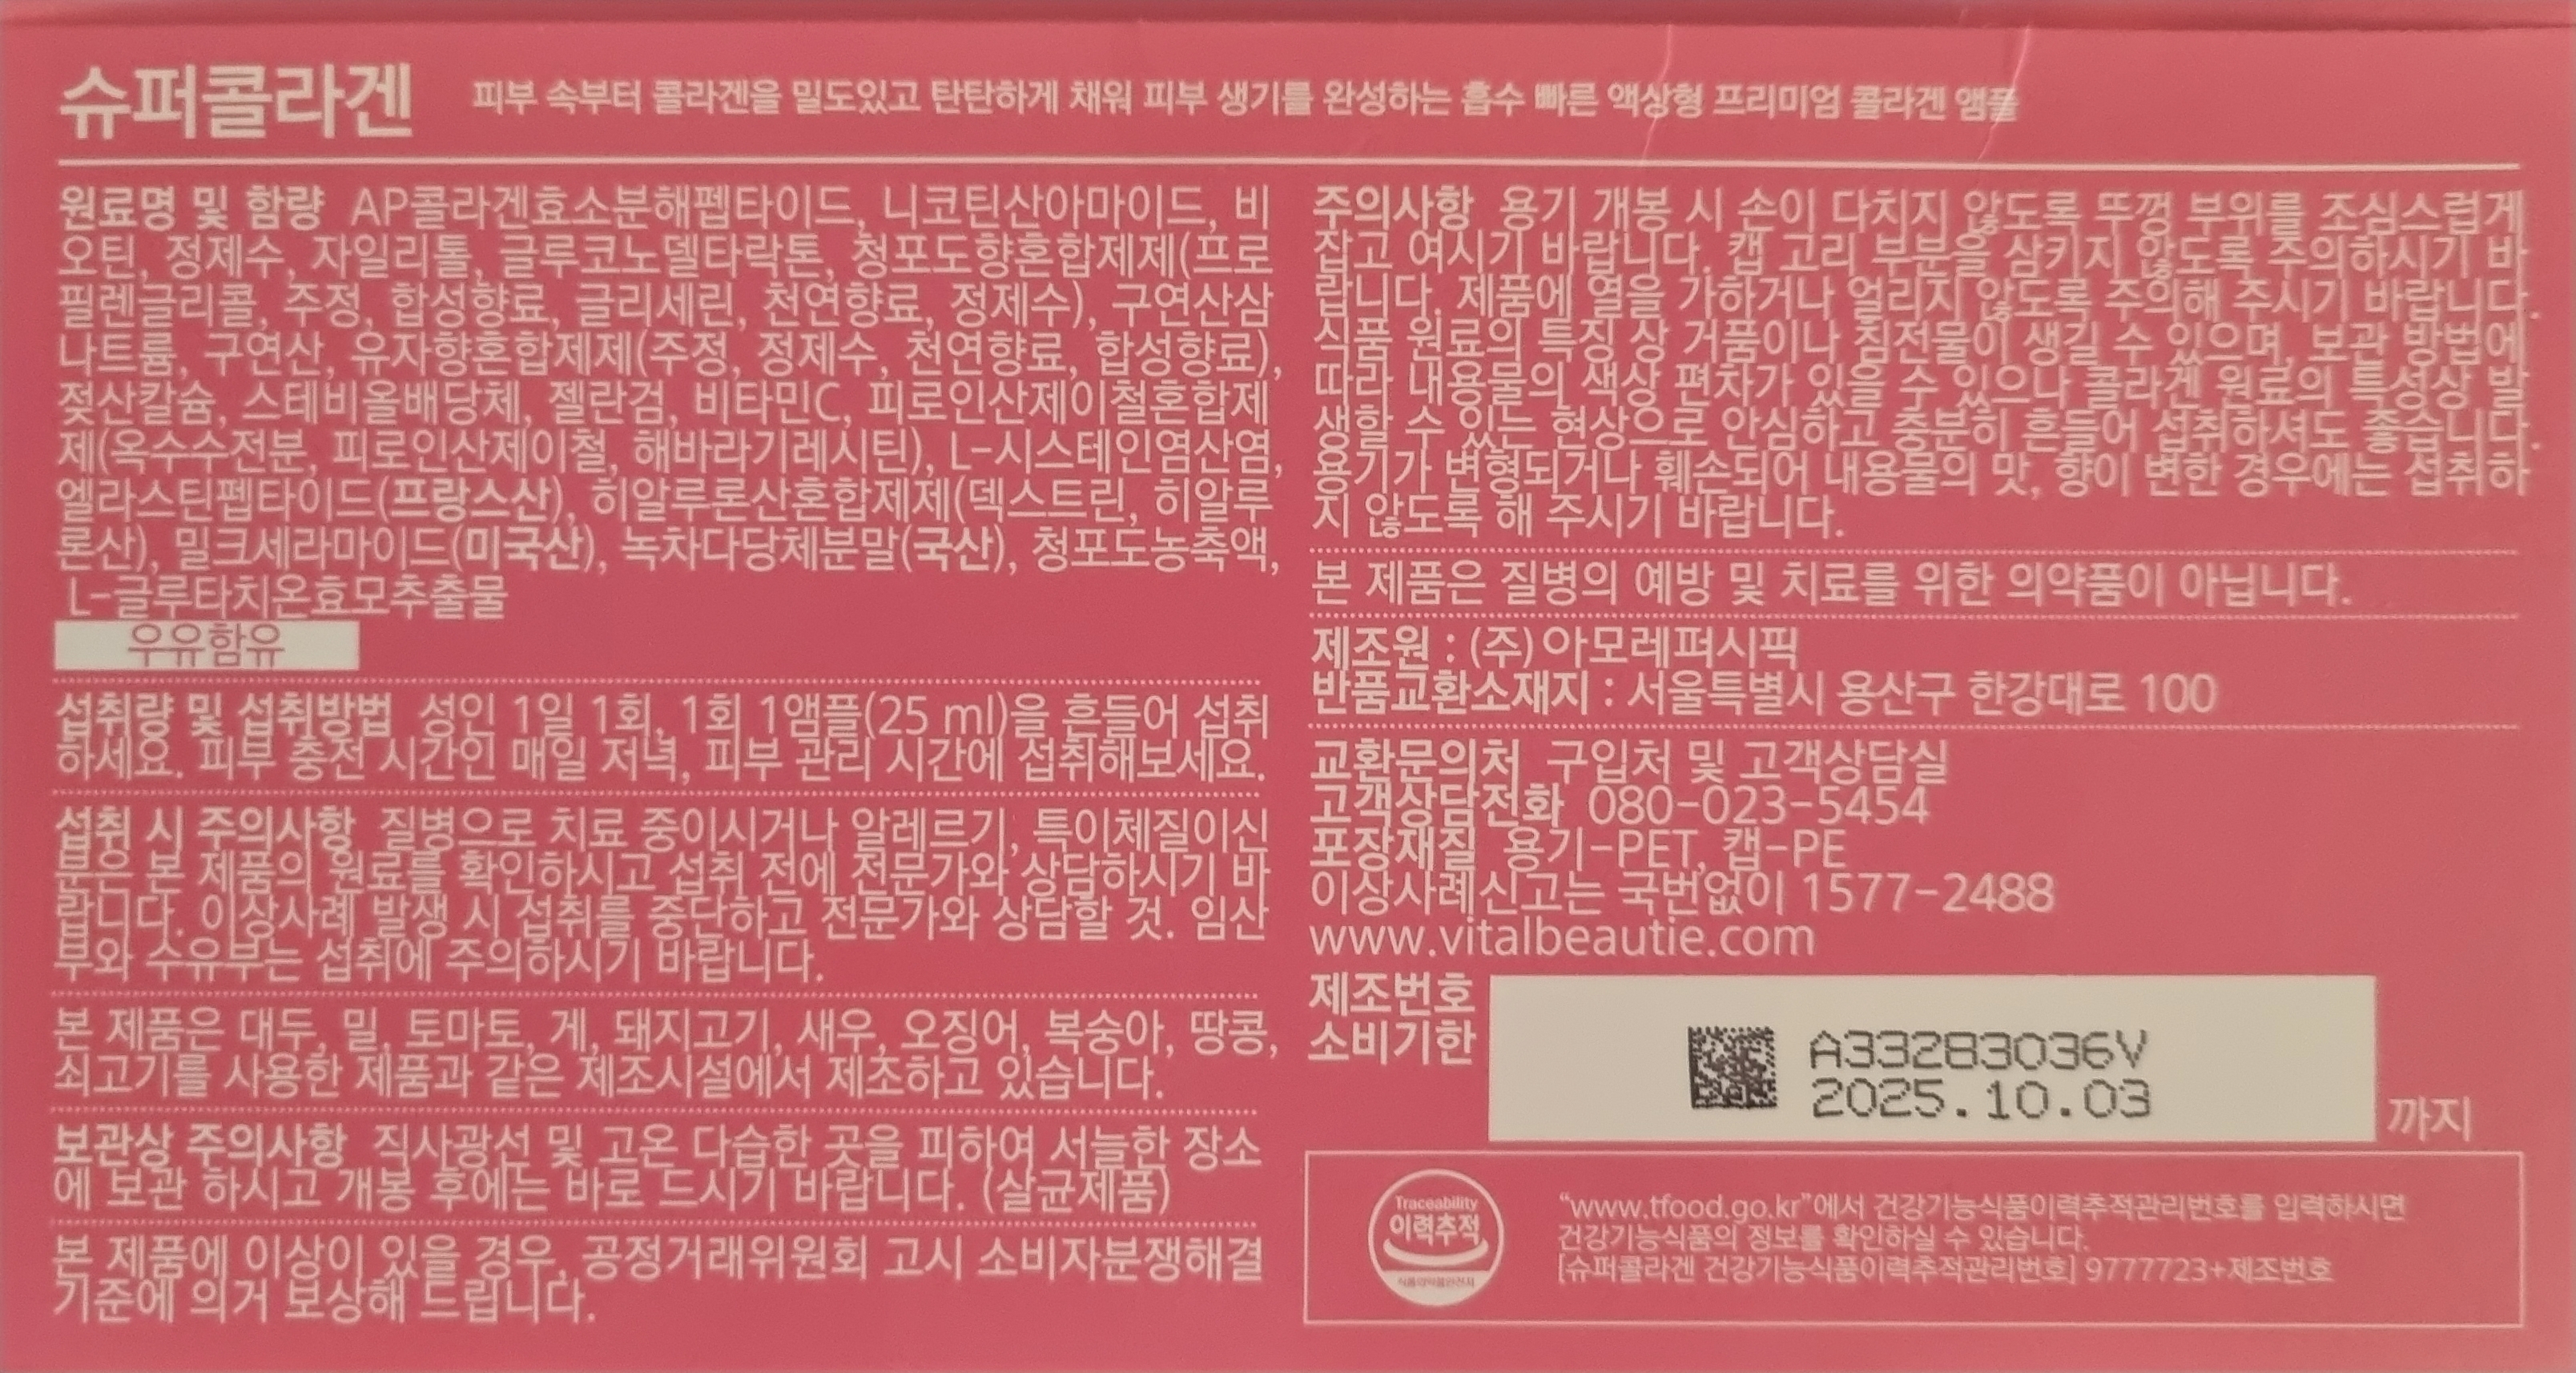 슈퍼콜라겐
피부 속부터 콜라겐을 밀도있고 탄탄하게 채워 피부 생기를 완성하는 흡수 빠른 액상형 프리미엄 콜라겐 앰플
원료명 및 함량 AP콜라겐효소분해펩타이드, 니코틴산아마이드, 비
오틴, 정제수, 자일리톨, 글루코노델타락톤, 청포도향혼합제제(프로
필렌글리콜, 주정, 합성향료, 글리세린, 천연향료, 정제수), 구연산삼
나트륨, 구연산, 유자향혼합제제(주정, 정제수, 천연향료, 합성향료),
젖산칼슘, 스테비올배당체, 젤란검, 비타민C, 피로인산제이철혼합제
제(옥수수전분, 피로인산제이철, 해바라기레시틴), L-시스테인염산염,
엘라스틴펩타이드(프랑스산), 히알루론산혼합제제(덱스트린, 히알루
론산), 밀크세라마이드(미국산), 녹차다당체분말(국산), 청포도농축액,
L-글루타치온효모추출물
우유함유
섭취량 및 섭취방법 성인 1일 1회, 1회 1앰플(25 ml)을 흔들어 섭취
하세요. 피부 충전 시간인 매일 저녁, 피부 관리 시간에 섭취해보세요.
섭취 시 주의사항 질병으로 치료 중이시거나 알레르기, 특이체질이신
분은 본 제품의 원료를 확인하시고 섭취 전에 전문가와 상담하시기 바
랍니다. 이상사례 발생 시 섭취를 중단하고 전문가와 상담할 것. 임산
부와 수유부는 섭취에 주의하시기 바랍니다.
본 제품은 대두, 밀, 토마토, 게, 돼지고기, 새우, 오징어, 복숭아, 땅콩,
쇠고기를 사용한 제품과 같은 제조시설에서 제조하고 있습니다.
보관상 주의사항 직사광선 및 고온 다습한 곳을 피하여 서늘한 장소
에 보관 하시고 개봉 후에는 바로 드시기 바랍니다. (살균제품)
본 제품에 이상이 있을 경우, 공정거래위원회 고시 소비자분쟁해결
기준에 의거 보상해 드립니다.
주의사항 용기 개봉 시 손이 다치지 않도록 뚜껑 부위를 조심스럽게
잡고 여시기 바랍니다. 캡 고리 부분을 삼키지 않도록 주의하시기 바
랍니다. 제품에 열을 가하거나 얼리지 않도록 주의해 주시기 바랍니다.
식품 원료의 특징 상 거품이나 침전물이 생길 수 있으며, 보관 방법에
따라 내용물의 색상 편차가 있을 수 있으나 콜라겐 원료의 특성상 발
생할 수 있는 현상으로 안심하고 충분히 흔들어 섭취하셔도 좋습니다.
용기가 변형되거나 훼손되어 내용물의 맛, 향이 변한 경우에는 섭취하
지 않도록 해 주시기 바랍니다.
본 제품은 질병의 예방 및 치료를 위한 의약품이 아닙니다.
제조원 : (주)아모레퍼시픽
반품교환소재지 : 서울특별시 용산구 한강대로 100
교환문의처 구입처 및 고객상담실
고객상담전화 080-023-5454
포장재질 용기-PET, 캡-PE
이상사례신고는 국번없이 1577-2488
www.vitalbeautie.com
제조번호
소비기한
A33283036V
2025.10.03
까지
Traceability
이력추적
식품의약품안전처
"www.tfood.go.kr"에서 건강기능식품이력추적관리번호를 입력하시면
건강기능식품의 정보를 확인하실 수 있습니다.
[슈퍼콜라겐 건강기능식품이력추적관리번호] 9777723+제조번호